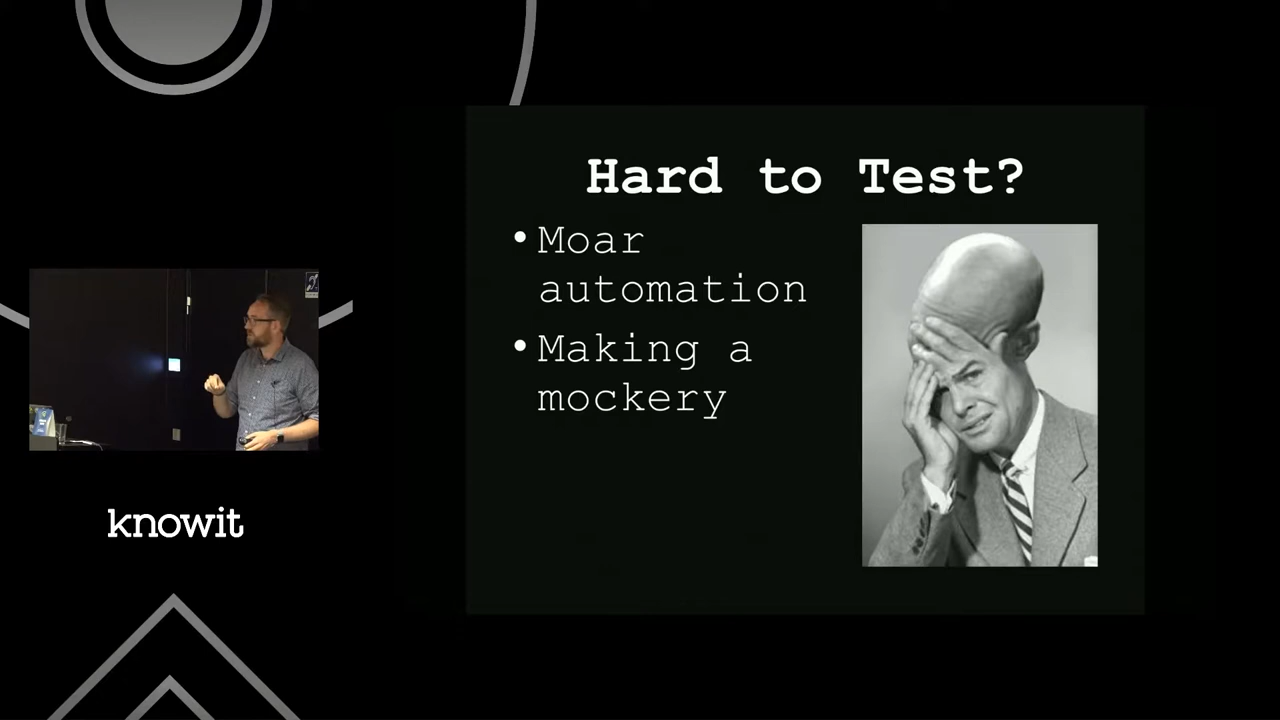 Hard to Test?
• Moar
automation
• Making a
mockery
knowit